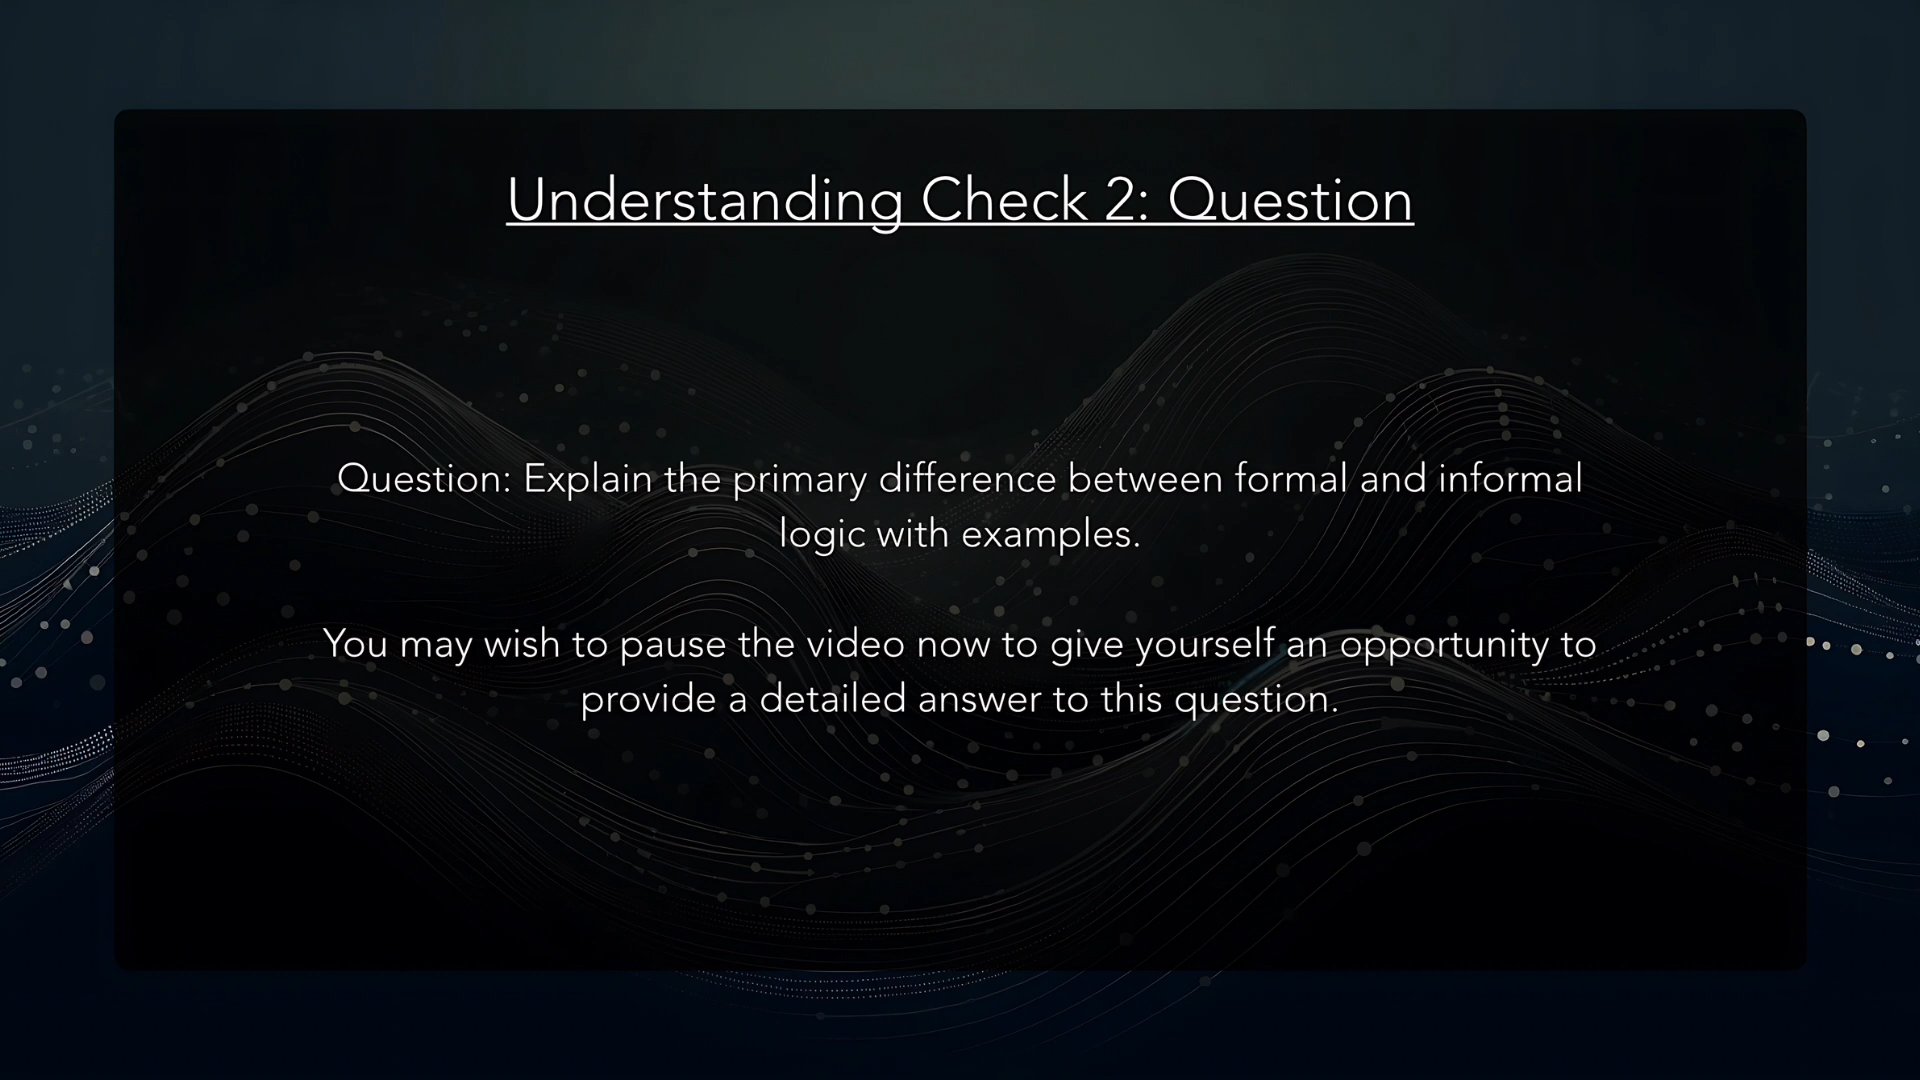 Understanding Check 2: Question
Question: Explain the primary difference between formal and informal
logic with examples.
You may wish to pause the video now to give yourself an opportunity to
provide a detailed answer to this question.